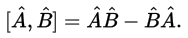 [Â, B̂] = ÂB̂ − B̂Â.